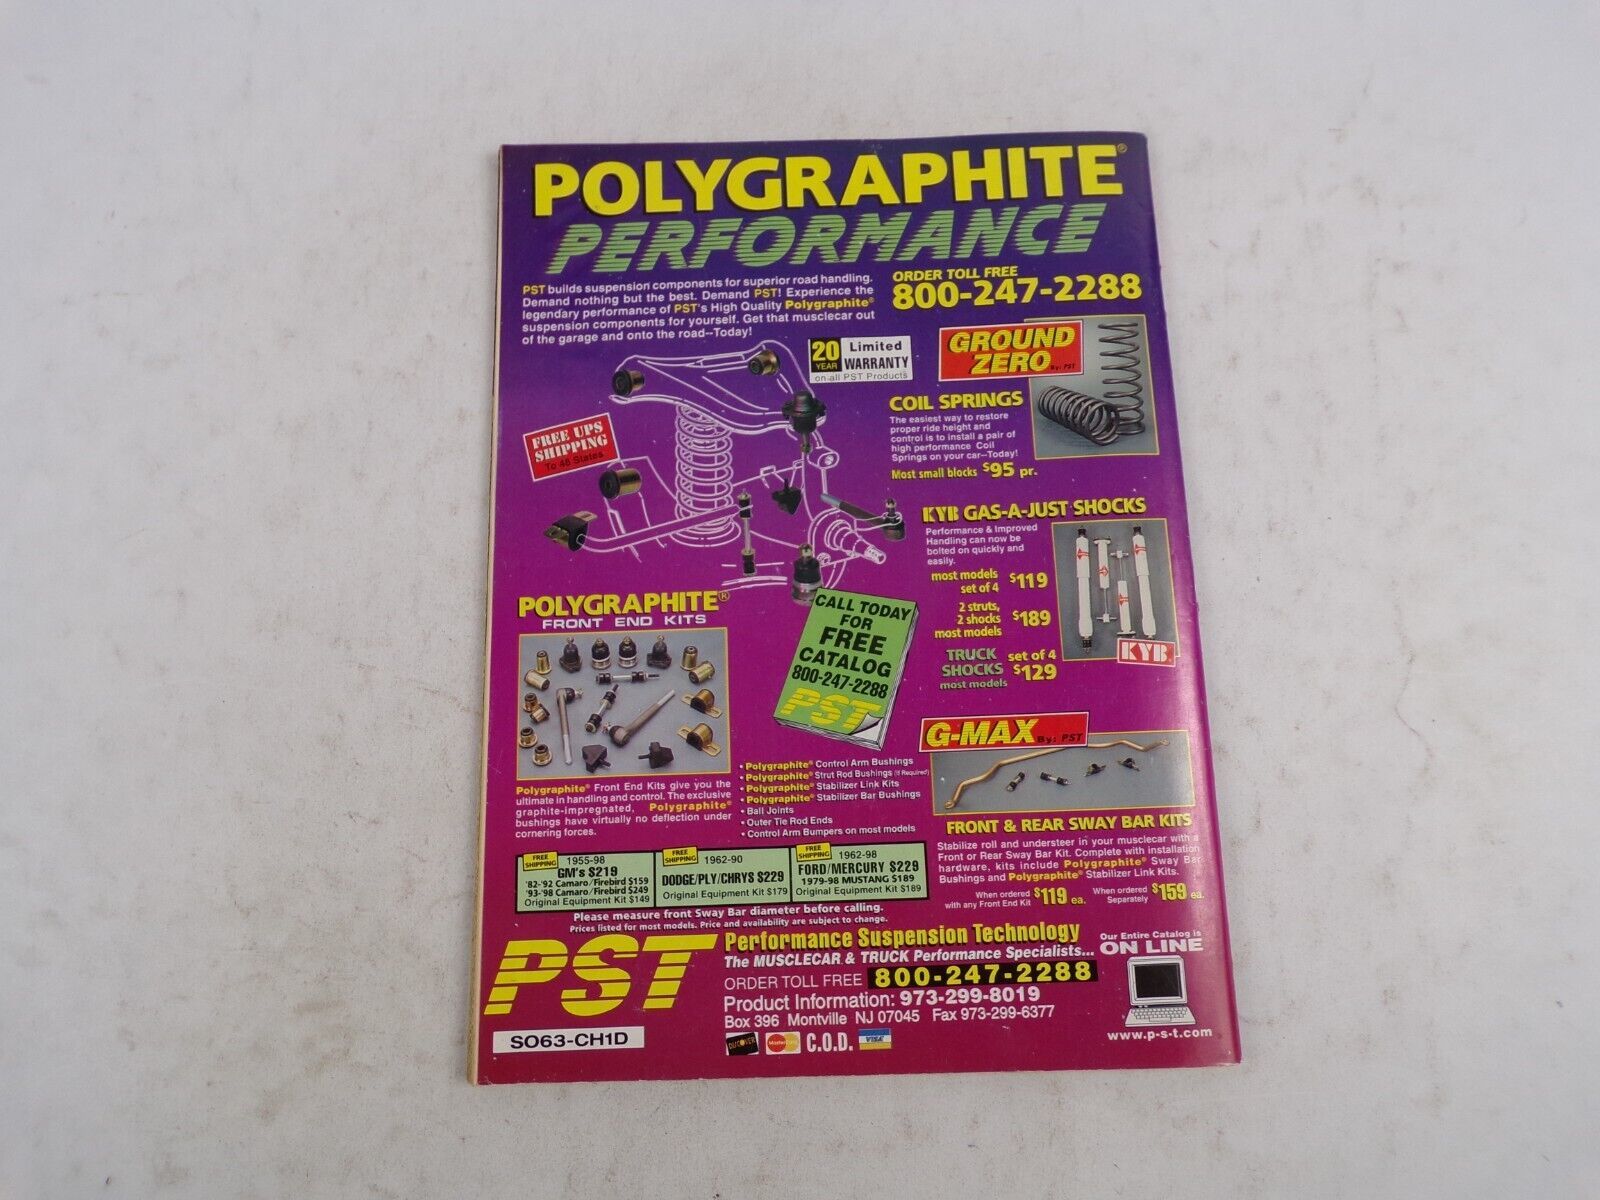 POLYGRAPHITE®
PERFORMANCE
PST builds suspension components for superior road handling.
Demand nothing but the best. Demand PST! Experience the
legendary performance of PST's High Quality Polygraphite®
suspension components for yourself. Get that musclecar out
of the garage and onto the road--Today!
ORDER TOLL FREE
800-247-2288
20 YEAR
Limited
WARRANTY
on all PST Products
GROUND
ZERO
By: PST
COIL SPRINGS
The easiest way to restore
proper ride height and
control is to install a pair of
high performance Coil
Springs on your car--Today!
Most small blocks $95 pr.
FREE UPS
SHIPPING
To 48 States
KYB GAS-A-JUST SHOCKS
Performance & Improved
Handling can now be
bolted on quickly and
easily.
most models
set of 4 $119
2 struts,
2 shocks
most models $189
TRUCK
SHOCKS
most models
set of 4
$129
KYB
POLYGRAPHITE®
FRONT END KITS
CALL TODAY
FOR
FREE
CATALOG
800-247-2288
PST
Polygraphite® Front End Kits give you the
ultimate in handling and control. The exclusive
graphite-impregnated, Polygraphite®
bushings have virtually no deflection under
cornering forces.
• Polygraphite® Control Arm Bushings
• Polygraphite® Strut Rod Bushings (If Required)
• Polygraphite® Stabilizer Link Kits
• Polygraphite® Stabilizer Bar Bushings
• Ball Joints
• Outer Tie Rod Ends
• Control Arm Bumpers on most models
G-MAX By: PST
FRONT & REAR SWAY BAR KITS
Stabilize roll and understeer in your musclecar with a
Front or Rear Sway Bar Kit. Complete with installation
hardware, kits include Polygraphite® Sway Bar
Bushings and Polygraphite® Stabilizer Link Kits.
When ordered
with any Front End Kit $119 ea.
When ordered
Separately $159 ea.
FREE SHIPPING
1955-98
GM's $219
'82-'92 Camaro/Firebird $159
'93-'98 Camaro/Firebird $249
Original Equipment Kit $149
FREE SHIPPING
1962-90
DODGE/PLY/CHRYS $229
Original Equipment Kit $179
FREE SHIPPING
1962-98
FORD/MERCURY $229
1979-98 MUSTANG $189
Original Equipment Kit $189
Please measure front Sway Bar diameter before calling.
Prices listed for most models. Price and availability are subject to change.
PST
Performance Suspension Technology
The MUSCLECAR & TRUCK Performance Specialists...
ORDER TOLL FREE 800-247-2288
Product Information: 973-299-8019
Box 396 Montville NJ 07045 Fax 973-299-6377
DISCOVER MasterCard C.O.D. VISA
Our Entire Catalog is
ON LINE
www.p-s-t.com
SO63-CH1D